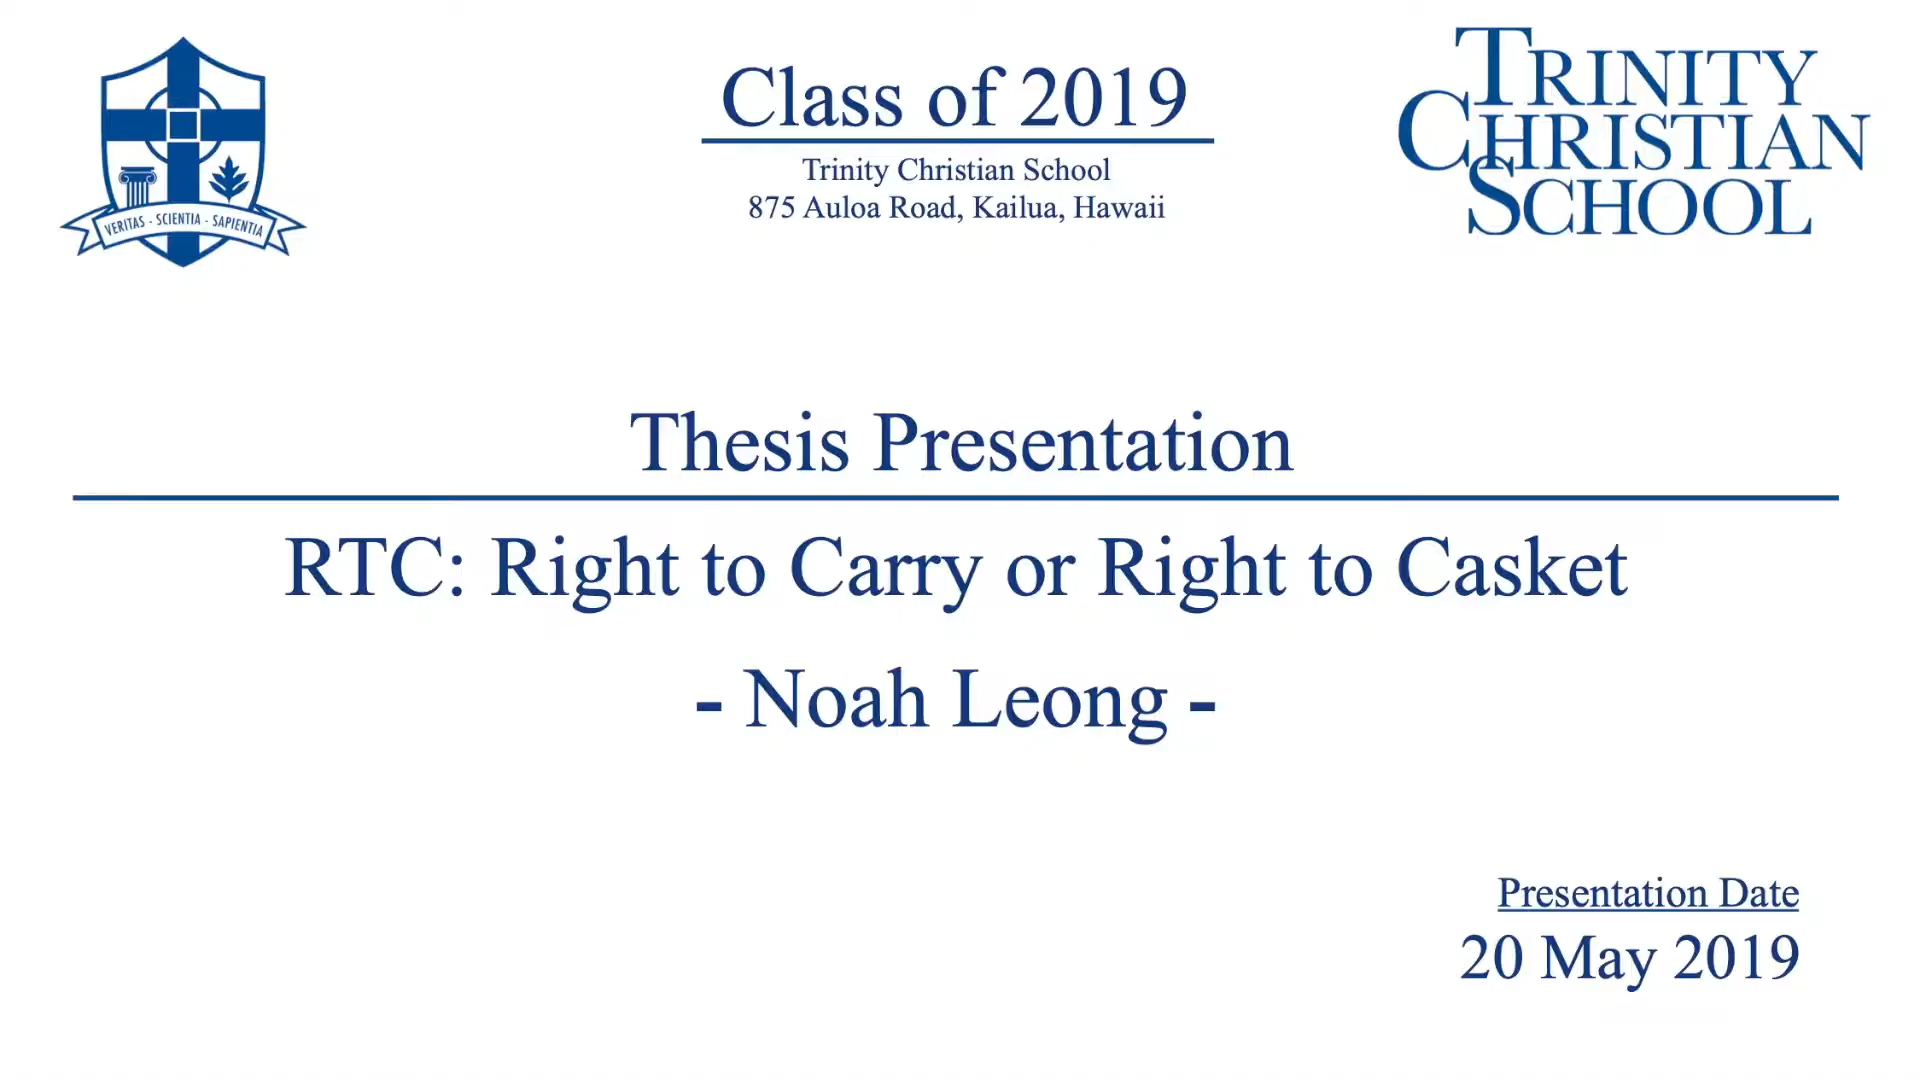 VERITAS - SCIENTIA - SAPIENTIA
Class of 2019
Trinity Christian School
875 Auloa Road, Kailua, Hawaii
TRINITY
CHRISTIAN
SCHOOL
Thesis Presentation
RTC: Right to Carry or Right to Casket
- Noah Leong -
Presentation Date
20 May 2019